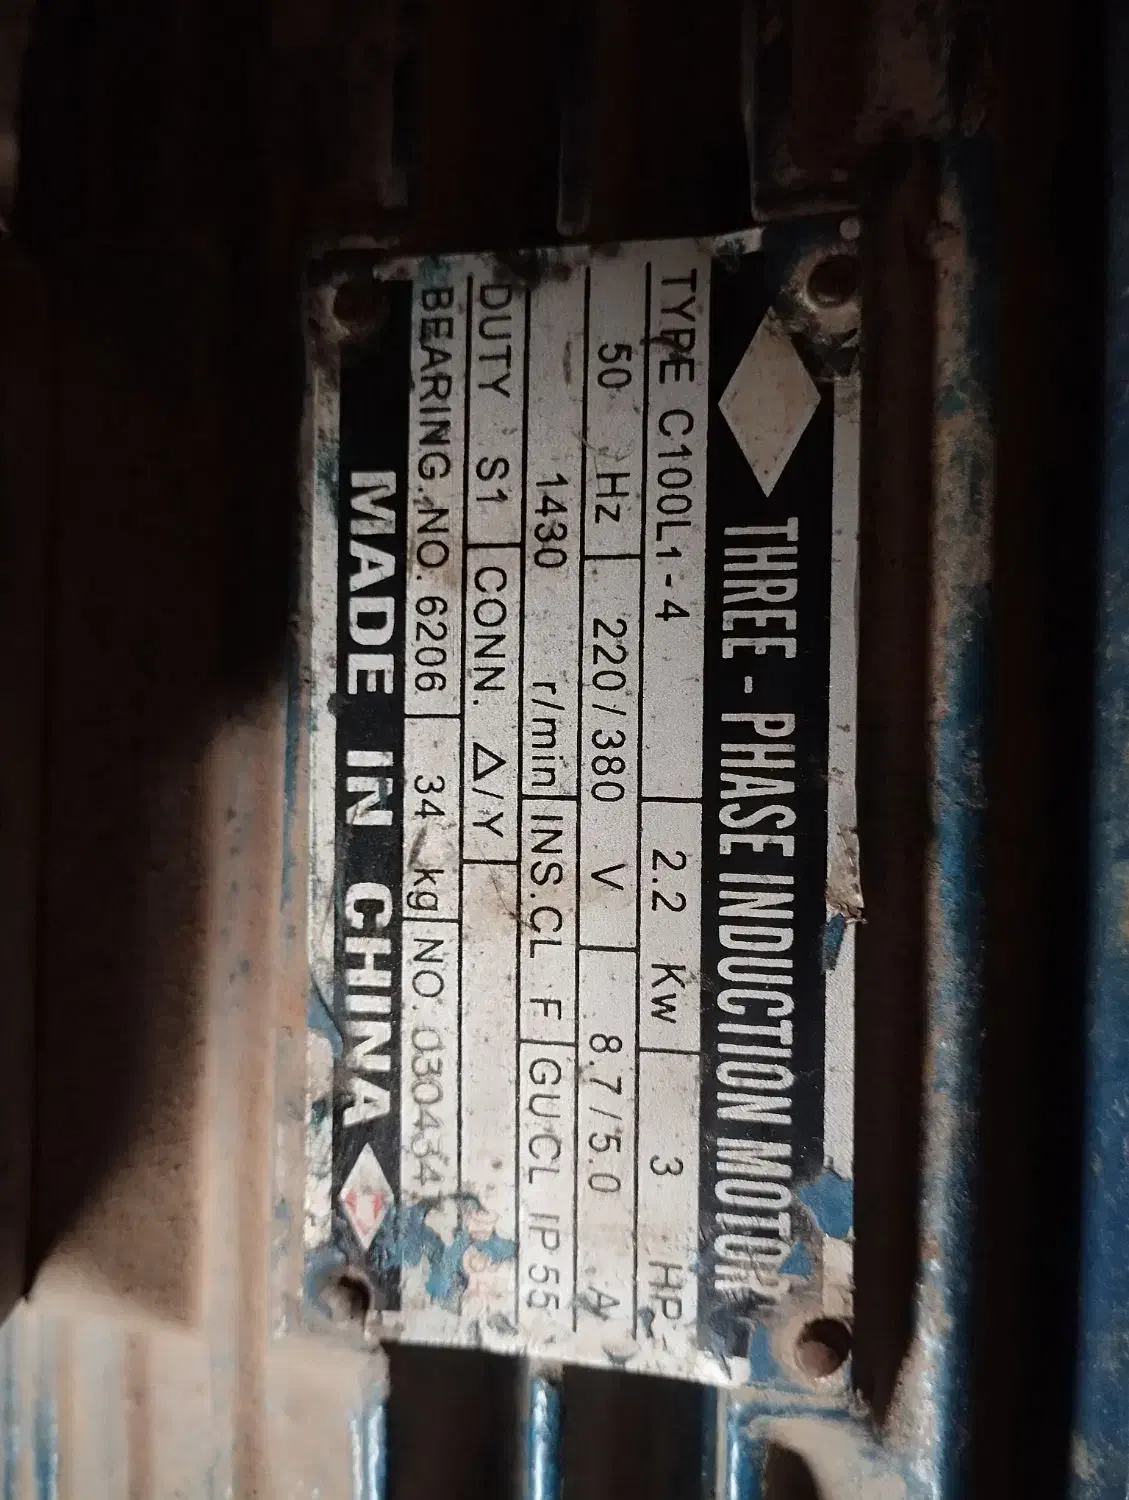 THREE - PHASE INDUCTION MOTOR
TYPE C100L1-4 2.2 Kw 3 HP
50 Hz 220/380 V 8.7/5.0 A
1430 r/min INS.CL F GU.CL IP 55
DUTY S1 CONN. Δ/Y
BEARING.NO. 6206 34 kg NO.
MADE IN CHINA